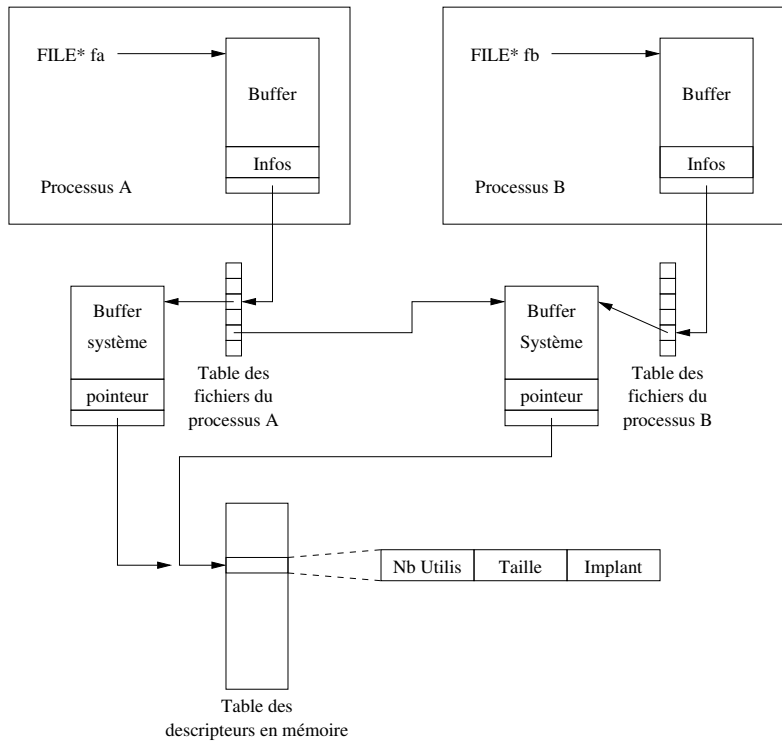 FILE* fa
Buffer
Infos
Processus A
FILE* fb
Buffer
Infos
Processus B
Buffer
système
pointeur
Table des
fichiers du
processus A
Buffer
Système
pointeur
Table des
fichiers du
processus B
Nb Utilis
Taille
Implant
Table des
descripteurs en mémoire